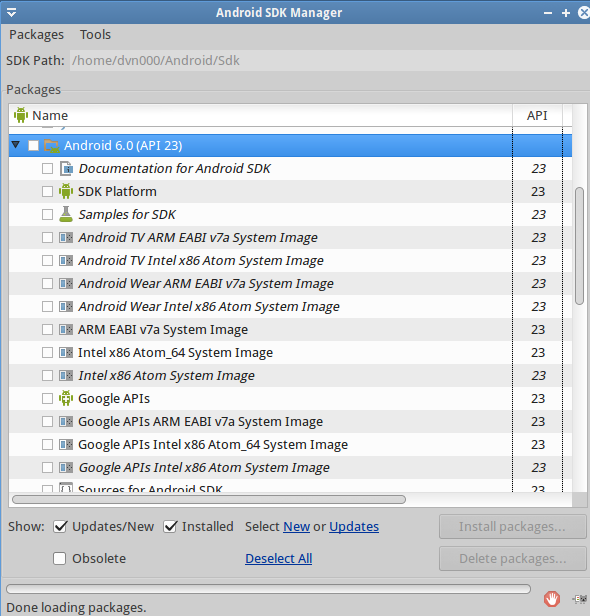 Android SDK Manager
Packages Tools
SDK Path: /home/dvn000/Android/Sdk
Packages
Name API
Android 6.0 (API 23)
Documentation for Android SDK 23
SDK Platform 23
Samples for SDK 23
Android TV ARM EABI v7a System Image 23
Android TV Intel x86 Atom System Image 23
Android Wear ARM EABI v7a System Image 23
Android Wear Intel x86 Atom System Image 23
ARM EABI v7a System Image 23
Intel x86 Atom_64 System Image 23
Intel x86 Atom System Image 23
Google APIs 23
Google APIs ARM EABI v7a System Image 23
Google APIs Intel x86 Atom_64 System Image 23
Google APIs Intel x86 Atom System Image 23
Sources for Android SDK 23
Show: Updates/New Installed Select New or Updates Install packages...
Obsolete Deselect All Delete packages...
Done loading packages.